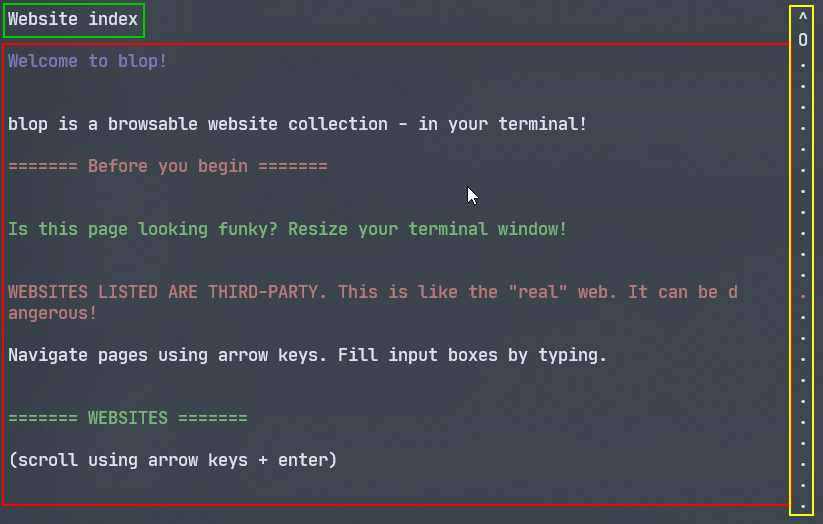 Website index
^
O
Welcome to blop!
blop is a browsable website collection - in your terminal!
======= Before you begin =======
Is this page looking funky? Resize your terminal window!
WEBSITES LISTED ARE THIRD-PARTY. This is like the "real" web. It can be d
angerous!
Navigate pages using arrow keys. Fill input boxes by typing.
======= WEBSITES =======
(scroll using arrow keys + enter)